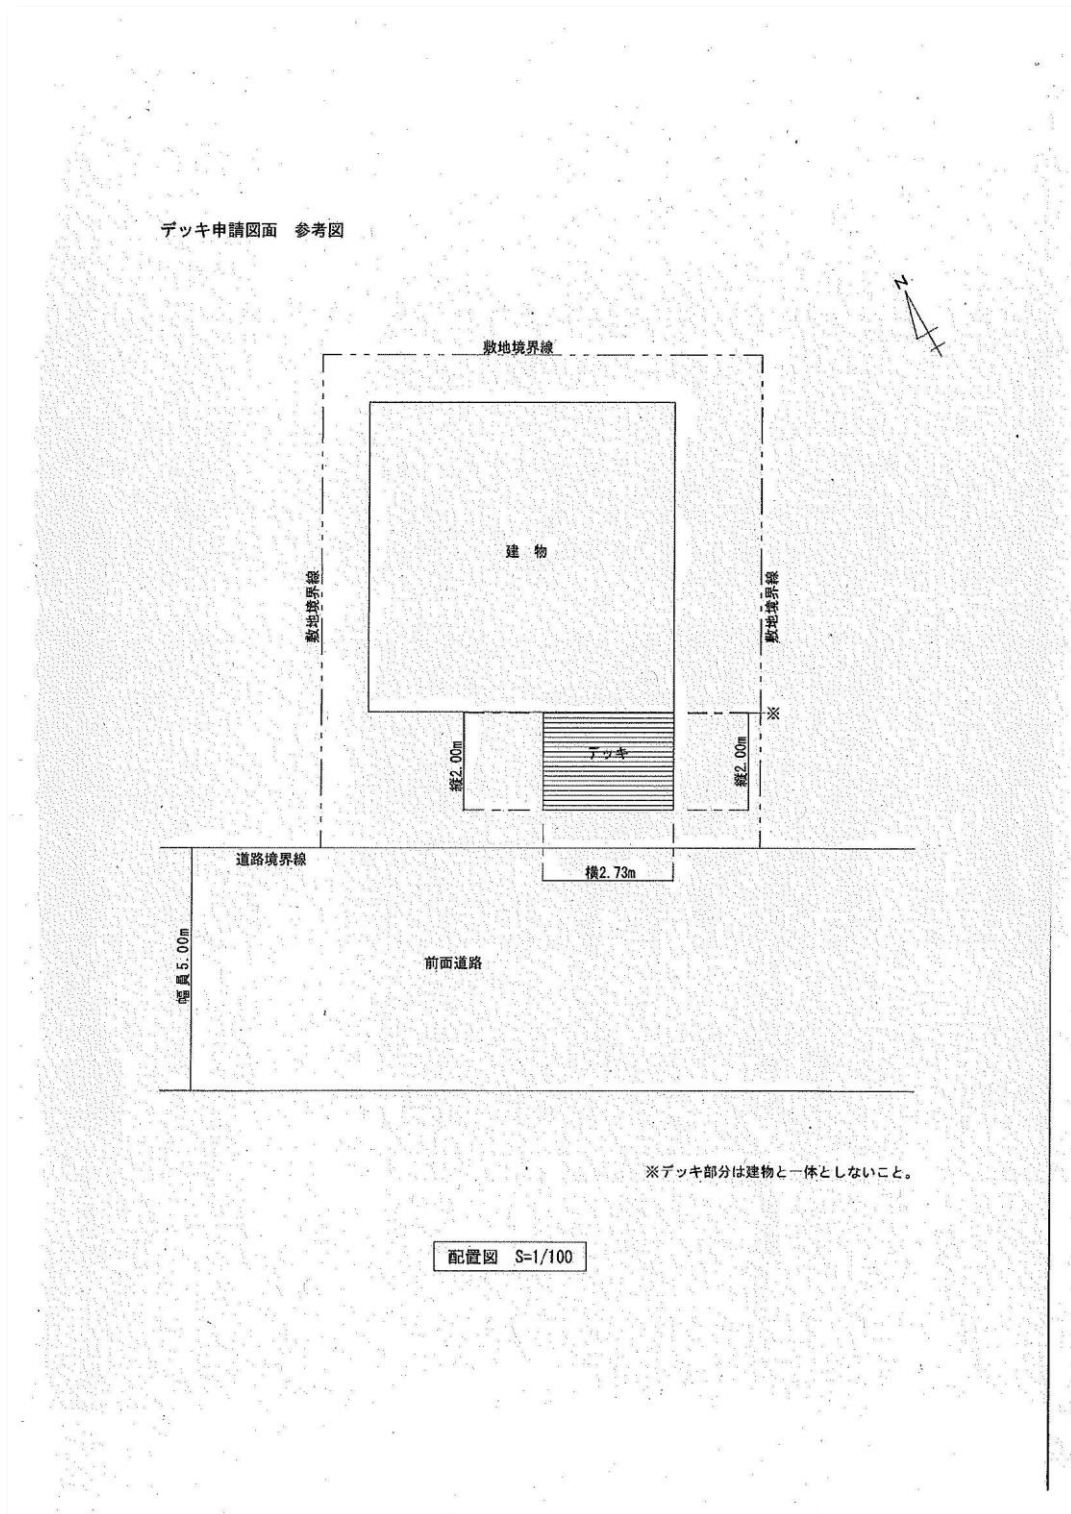 デッキ申請図面　参考図
N
敷地境界線
建　物
敷地境界線
敷地境界線
※
デッキ
縦2.00m
縦2.00m
道路境界線
横2.73m
前面道路
幅員5.00m
※デッキ部分は建物と一体としないこと。
配置図　S=1/100